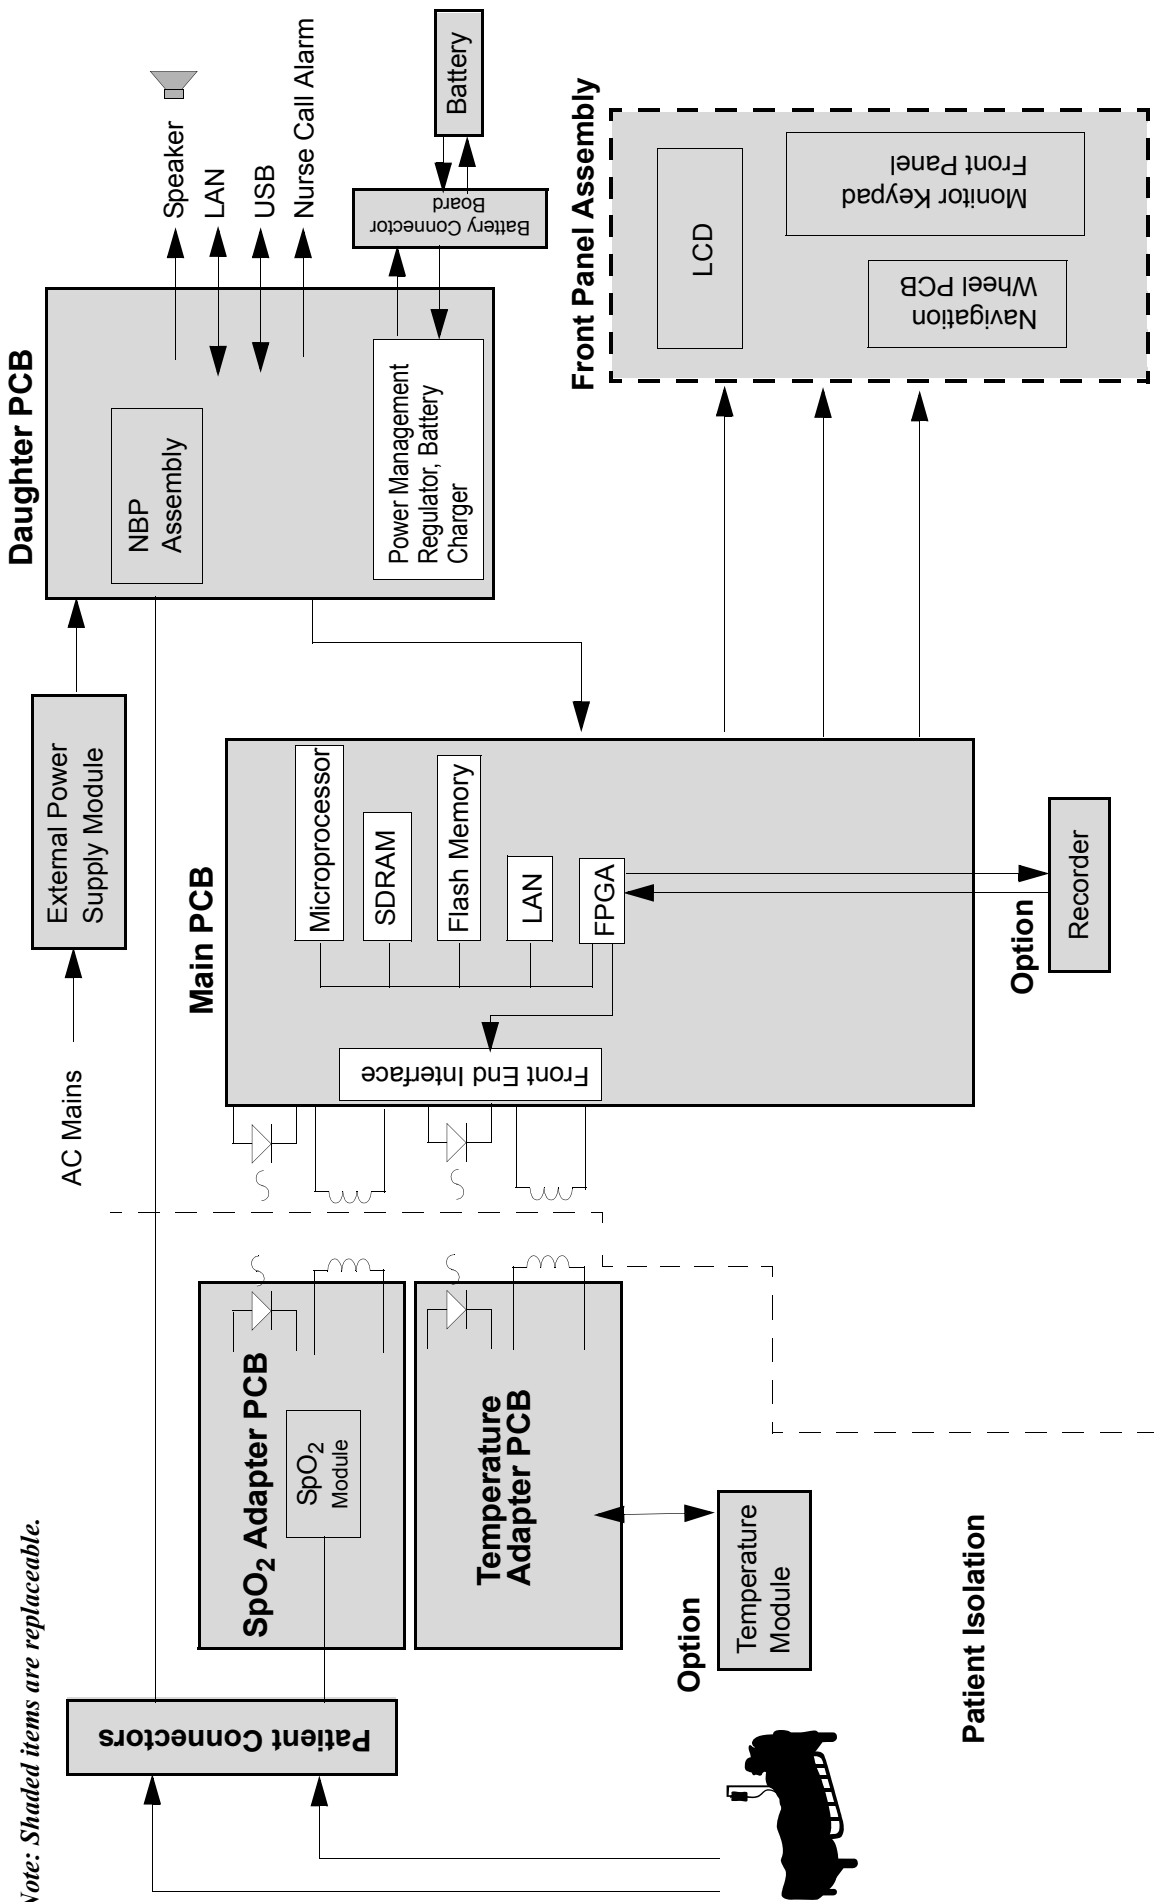 Note: Shaded items are replaceable.
AC Mains
External Power
Supply Module
Daughter PCB
NBP
Assembly
Speaker
LAN
USB
Nurse Call Alarm
Power Management
Regulator, Battery
Charger
Battery Connector
Board
Battery
Patient Connectors
SpO2 Adapter PCB
SpO2
Module
Temperature
Adapter PCB
Option
Temperature
Module
Main PCB
Front End Interface
Microprocessor
SDRAM
Flash Memory
LAN
FPGA
Option
Recorder
Front Panel Assembly
LCD
Navigation
Wheel PCB
Front Panel
Monitor Keypad
Patient Isolation